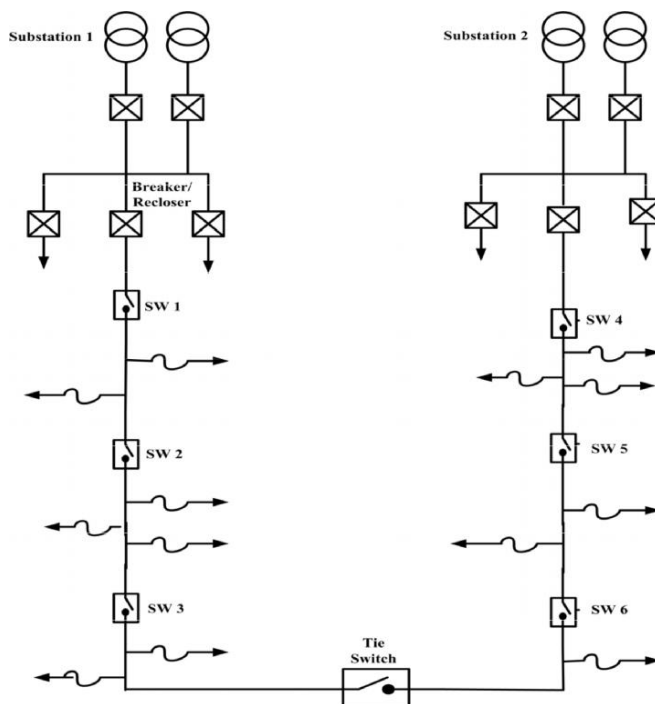 Substation 1
Substation 2
Breaker/
Recloser
SW 1
SW 4
SW 2
SW 5
SW 3
SW 6
Tie
Switch